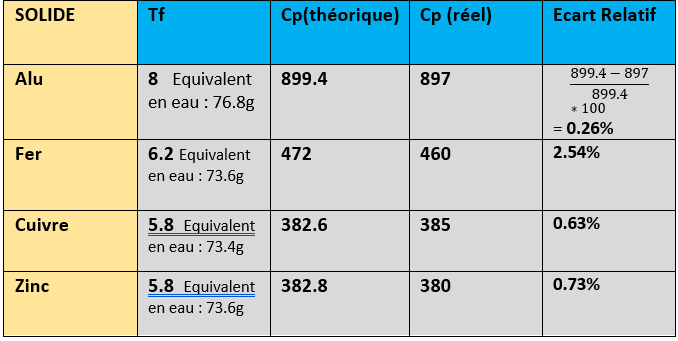 SOLIDE Tf Cp(théorique) Cp (réel) Ecart Relatif
Alu 8 Equivalent 899.4 897 899.4 − 897
en eau : 76.8g 899.4
∗ 100
= 0.26%
Fer 6.2 Equivalent 472 460 2.54%
en eau : 73.6g
Cuivre 5.8 Equivalent 382.6 385 0.63%
en eau : 73.4g
Zinc 5.8 Equivalent 382.8 380 0.73%
en eau : 73.6g